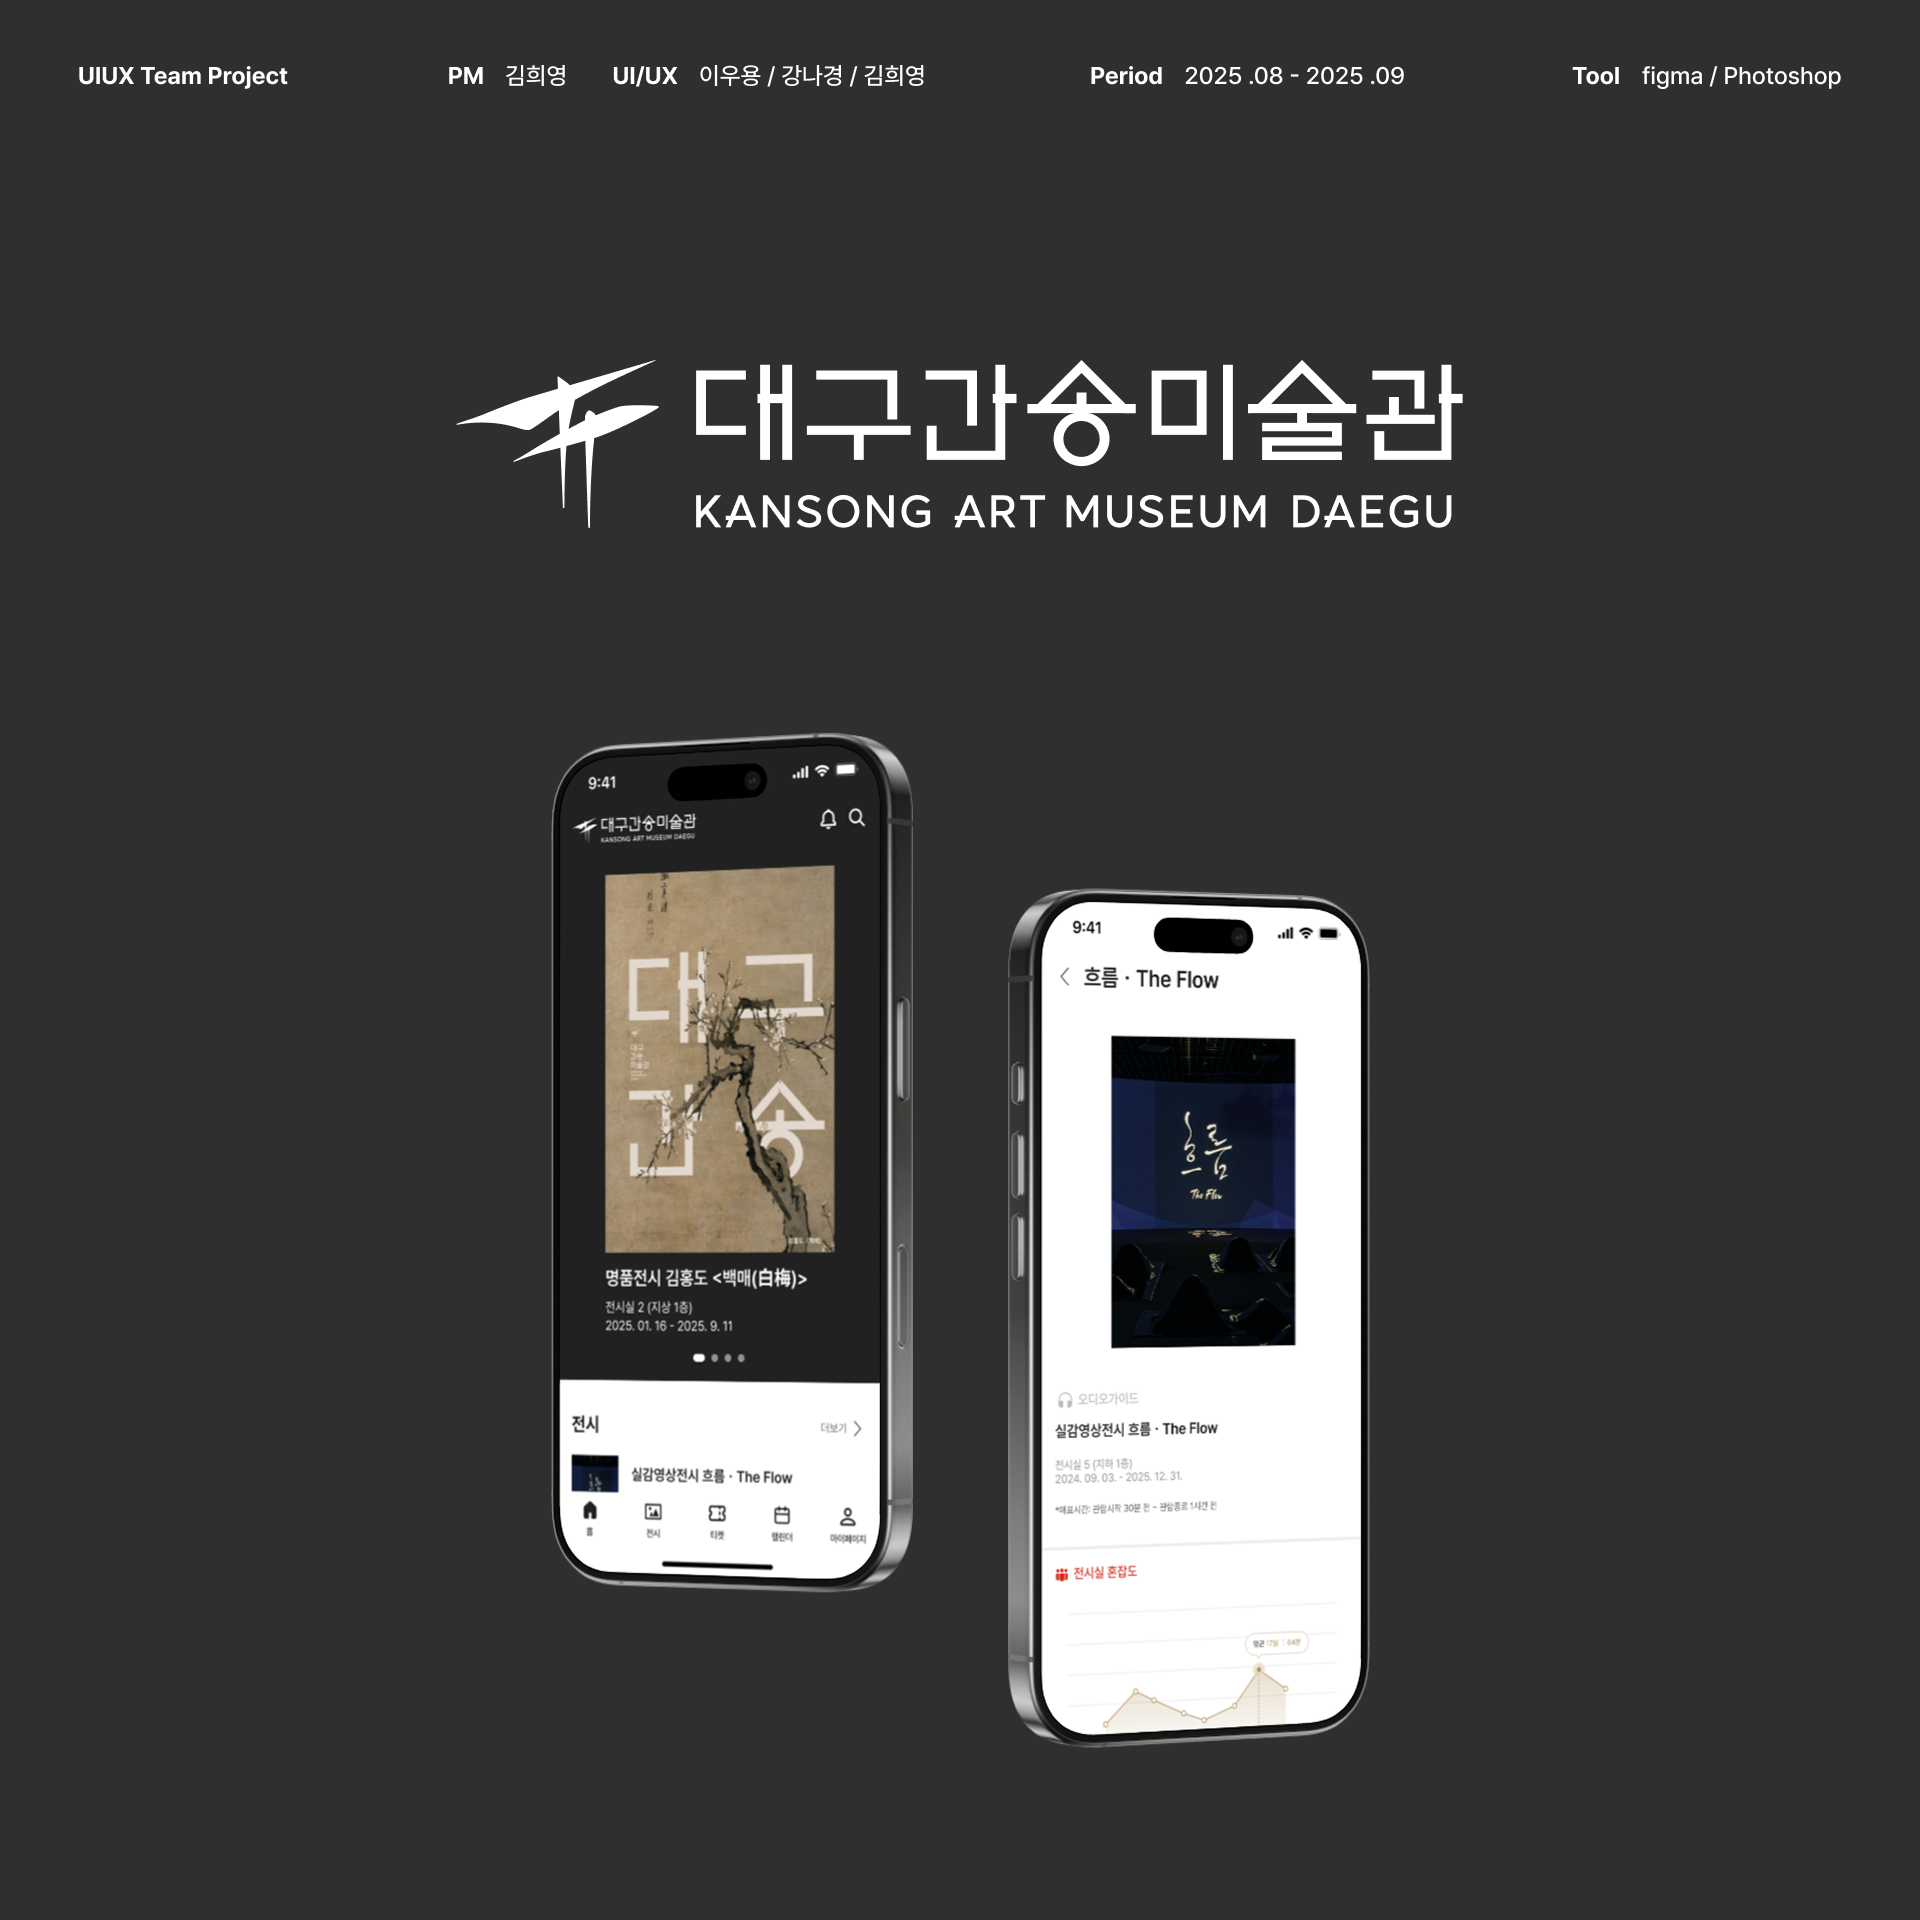 UIUX Team Project PM 김희영 UI/UX 이우용 / 강나경 / 김희영 Period 2025 .08 - 2025 .09 Tool figma / Photoshop
대구간송미술관
KANSONG ART MUSEUM DAEGU
9:41
대구간송미술관
KANSONG ART MUSEUM DAEGU
대구
간송
명품전시 김홍도 <백매(白梅)>
전시실 2 (지상 1층)
2025. 01. 16 - 2025. 9. 11
전시 더보기
실감영상전시 흐름 · The Flow
홈 전시 티켓 캘린더 마이페이지
9:41
흐름 · The Flow
흐름
The Flow
오디오가이드
실감영상전시 흐름 · The Flow
전시실 5 (지하 1층)
2024. 09. 03. - 2025. 12. 31.
*매표시간: 관람시작 30분 전 - 관람종료 1시간 전
전시실 혼잡도